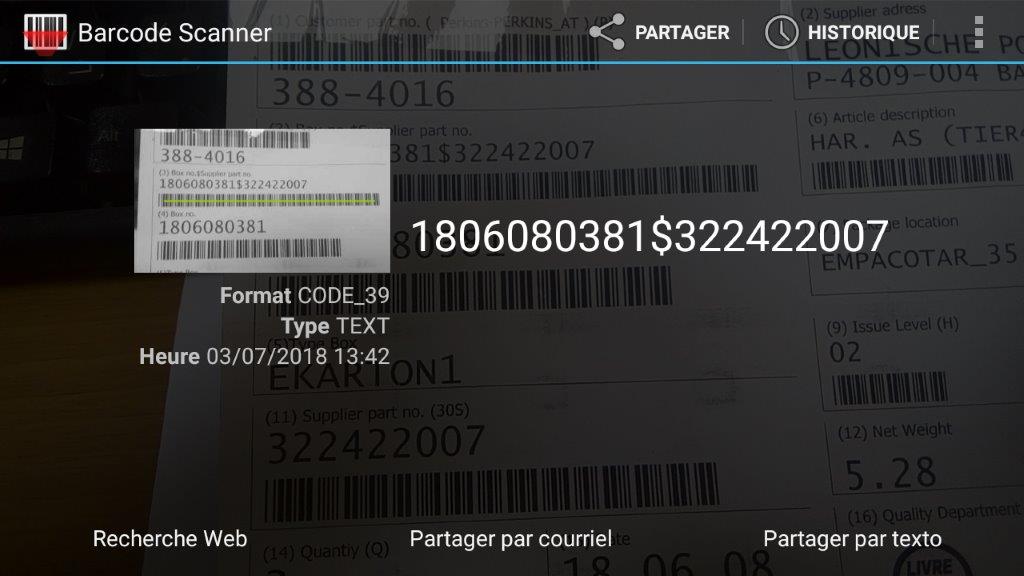 Barcode Scanner
PARTAGER
HISTORIQUE
(1) Customer part no. ( Perkins-PERKINS_AT ) (P)
(2) Supplier adress
LEONISCHE PO
P-4809-004 BA
388-4016
supplier part no.
381$322422007
(6) Article description
HAR. AS (TIER4
388-4016
(3) Box no.$Supplier part no.
1806080381$322422007
(4) Box no.
1806080381
1806080381$322422007
location
EMPACOTAR_35
Format CODE_39
Type TEXT
Heure 03/07/2018 13:42
(5)Type Box
EKARTON1
(9) Issue Level (H)
02
(11) Supplier part no. (30S)
322422007
(12) Net Weight
5.28
(16) Quality Department
LIVRE
(14) Quantiy (Q)
18.06.08
Recherche Web
Partager par courriel
Partager par texto